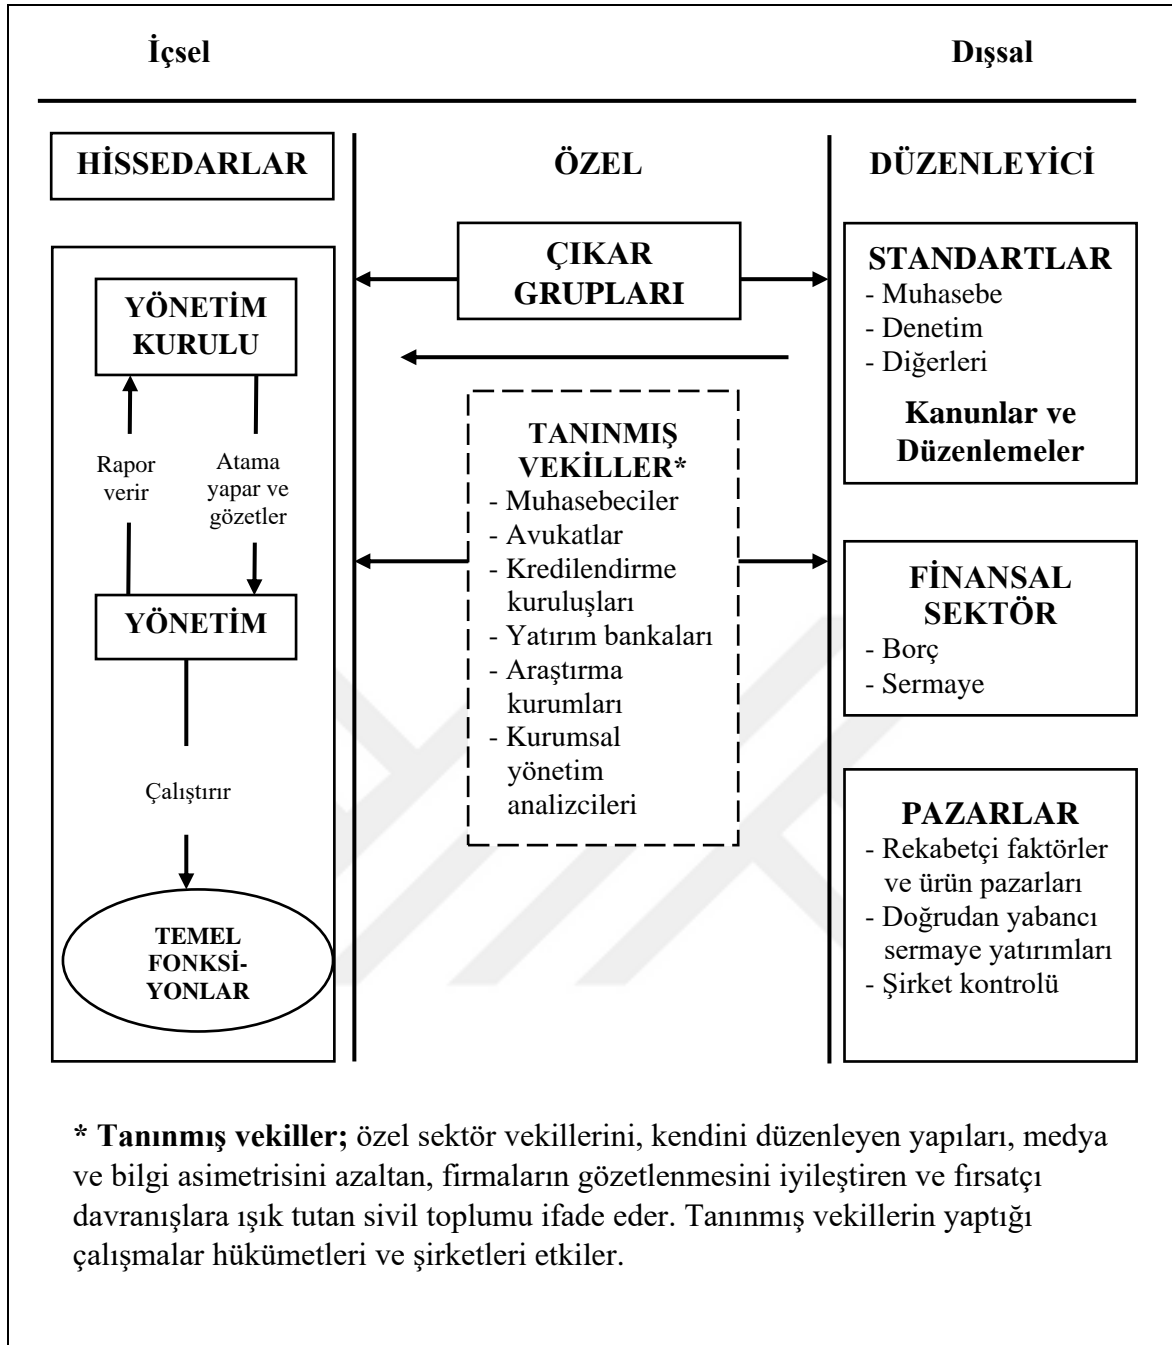 İçsel
Dışsal
HİSSEDARLAR
ÖZEL
DÜZENLEYİCİ
YÖNETİM
KURULU
Rapor
verir
Atama
yapar ve
gözetler
YÖNETİM
Çalıştırır
TEMEL
FONKSİ-
YONLAR
ÇIKAR
GRUPLARI
TANINMIŞ
VEKİLLER*
- Muhasebeciler
- Avukatlar
- Kredilendirme
kuruluşları
- Yatırım bankaları
- Araştırma
kurumları
- Kurumsal
yönetim
analizcileri
STANDARTLAR
- Muhasebe
- Denetim
- Diğerleri
Kanunlar ve
Düzenlemeler
FİNANSAL
SEKTÖR
- Borç
- Sermaye
PAZARLAR
- Rekabetçi faktörler
ve ürün pazarları
- Doğrudan yabancı
sermaye yatırımları
- Şirket kontrolü
* Tanınmış vekiller; özel sektör vekillerini, kendini düzenleyen yapıları, medya
ve bilgi asimetrisini azaltan, firmaların gözetlenmesini iyileştiren ve fırsatçı
davranışlara ışık tutan sivil toplumu ifade eder. Tanınmış vekillerin yaptığı
çalışmalar hükümetleri ve şirketleri etkiler.